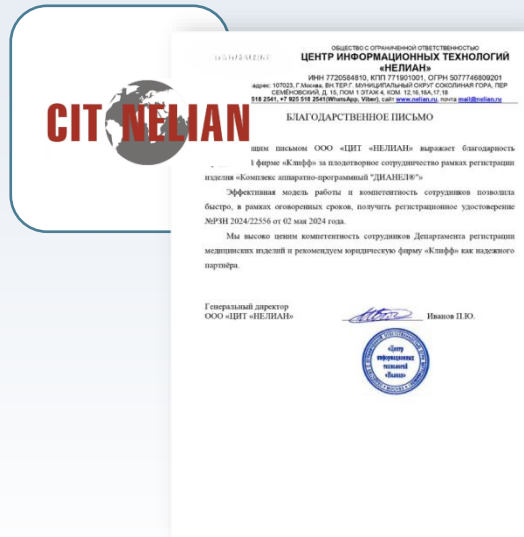 CIT NELIAN
ОБЩЕСТВО С ОГРАНИЧЕННОЙ ОТВЕТСТВЕННОСТЬЮ
ЦЕНТР ИНФОРМАЦИОННЫХ ТЕХНОЛОГИЙ
«НЕЛИАН»
ИНН 7720584810, КПП 771901001, ОГРН 5077746809201
адрес: 107023, Г.Москва, ВН.ТЕР.Г. МУНИЦИПАЛЬНЫЙ ОКРУГ СОКОЛИНАЯ ГОРА, ПЕР
СЕМЁНОВСКИЙ, Д. 15, ПОМ 1 ЭТАЖ 4, КОМ. 12,16,16А,17,18
518 2541, +7 925 518 2541(WhatsApp, Viber), сайт www.nelian.ru, почта mail@nelian.ru
БЛАГОДАРСТВЕННОЕ ПИСЬМО
щим письмом ООО «ЦИТ «НЕЛИАН» выражает благодарность
й фирме «Клифф» за плодотворное сотрудничество рамках регистрации
изделия «Комплекс аппаратно-программный "ДИАНЕЛ®"»
Эффективная модель работы и компетентность сотрудников позволила
быстро, в рамках оговоренных сроков, получить регистрационное удостоверение
№РЗН 2024/22556 от 02 мая 2024 года.
Мы высоко ценим компетентность сотрудников Департамента регистрации
медицинских изделий и рекомендуем юридическую фирму «Клифф» как надежного
партнёра.
Генеральный директор
ООО «ЦИТ «НЕЛИАН»
Иванов П.Ю.
«Центр
информационных
технологий
«Нелиан»